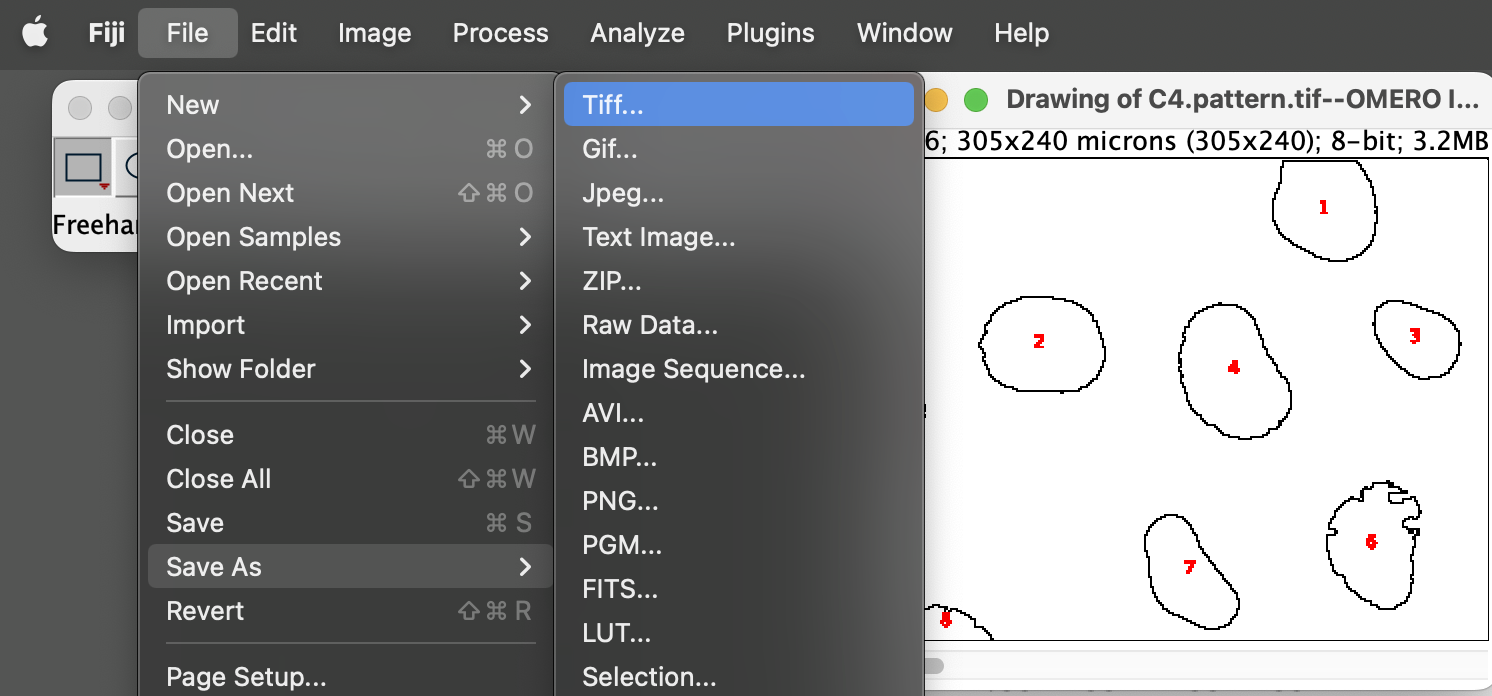 Fiji File Edit Image Process Analyze Plugins Window Help
Drawing of C4.pattern.tif--OMERO I...
6; 305x240 microns (305x240); 8-bit; 3.2MB
Freehan
New
Open... ⌘ O
Open Next ⇧ ⌘ O
Open Samples
Open Recent
Import
Show Folder
Close ⌘ W
Close All ⇧ ⌘ W
Save ⌘ S
Save As
Revert ⇧ ⌘ R
Page Setup...
Tiff...
Gif...
Jpeg...
Text Image...
ZIP...
Raw Data...
Image Sequence...
AVI...
BMP...
PNG...
PGM...
FITS...
LUT...
Selection...
1
2
4
3
7
6